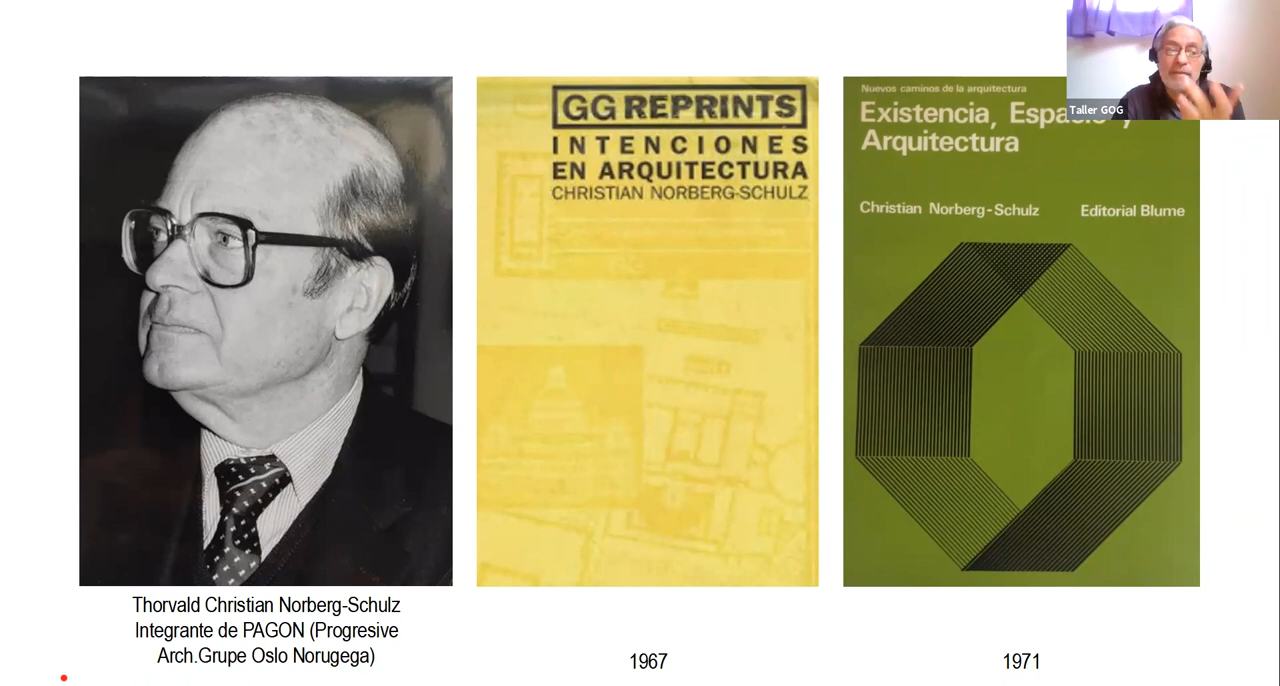 GG REPRINTS
INTENCIONES
EN ARQUITECTURA
CHRISTIAN NORBERG-SCHULZ
Nuevos caminos de la arquitectura
Existencia, Espacio y
Arquitectura
Christian Norberg-Schulz
Editorial Blume
Taller GOG
Thorvald Christian Norberg-Schulz
Integrante de PAGON (Progresive
Arch.Grupe Oslo Norugega)
1967
1971